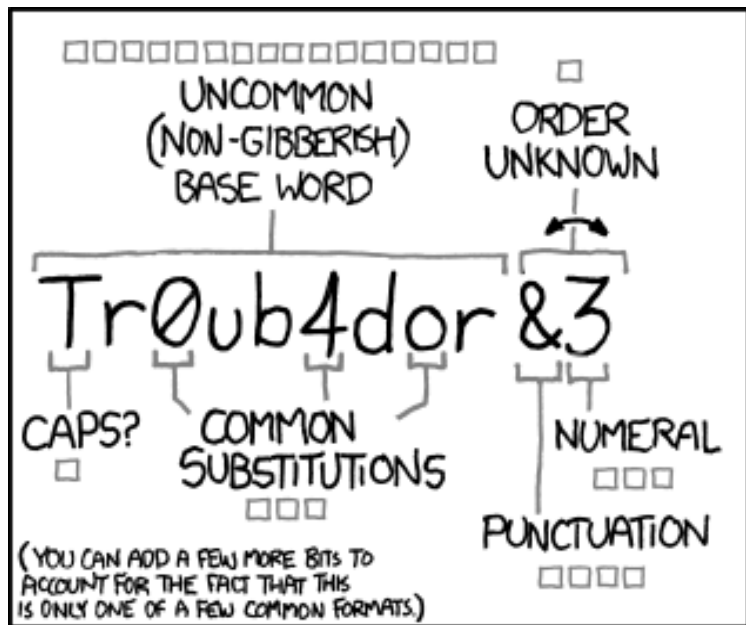 UNCOMMON
(NON-GIBBERISH)
BASE WORD
ORDER
UNKNOWN
Tr0ub4dor &3
CAPS?
COMMON
SUBSTITUTIONS
NUMERAL
PUNCTUATION
(YOU CAN ADD A FEW MORE BITS TO
ACCOUNT FOR THE FACT THAT THIS
IS ONLY ONE OF A FEW COMMON FORMATS.)